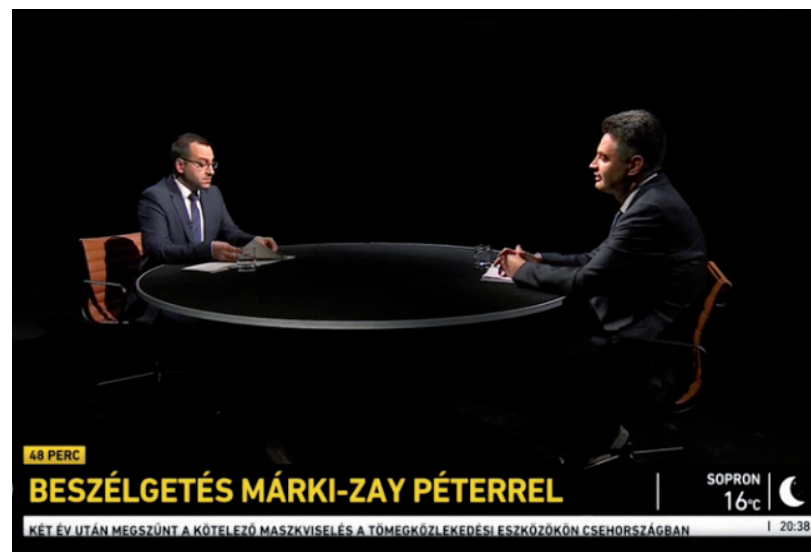 48 PERC
BESZÉLGETÉS MÁRKI-ZAY PÉTERREL
SOPRON
16°C
KÉT ÉV UTÁN MEGSZŰNT A KÖTELEZŐ MASZKVISELÉS A TÖMEGKÖZLEKEDÉSI ESZKÖZÖKÖN CSEHORSZÁGBAN
20:38